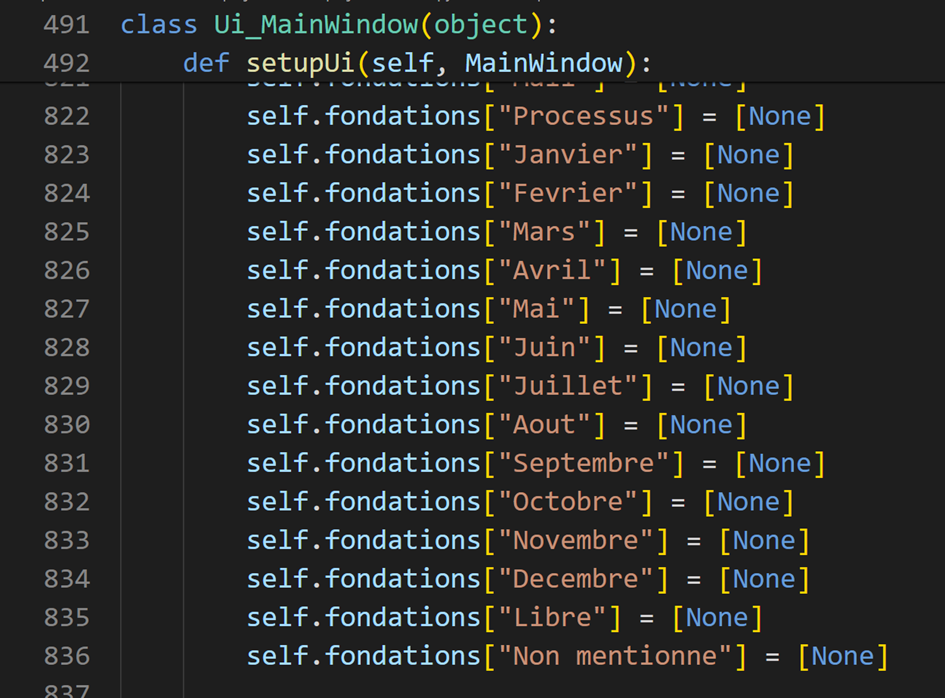 491 class Ui_MainWindow(object):
492 def setupUi(self, MainWindow):
822 self.fondations["Processus"] = [None]
823 self.fondations["Janvier"] = [None]
824 self.fondations["Fevrier"] = [None]
825 self.fondations["Mars"] = [None]
826 self.fondations["Avril"] = [None]
827 self.fondations["Mai"] = [None]
828 self.fondations["Juin"] = [None]
829 self.fondations["Juillet"] = [None]
830 self.fondations["Aout"] = [None]
831 self.fondations["Septembre"] = [None]
832 self.fondations["Octobre"] = [None]
833 self.fondations["Novembre"] = [None]
834 self.fondations["Decembre"] = [None]
835 self.fondations["Libre"] = [None]
836 self.fondations["Non mentionne"] = [None]
837